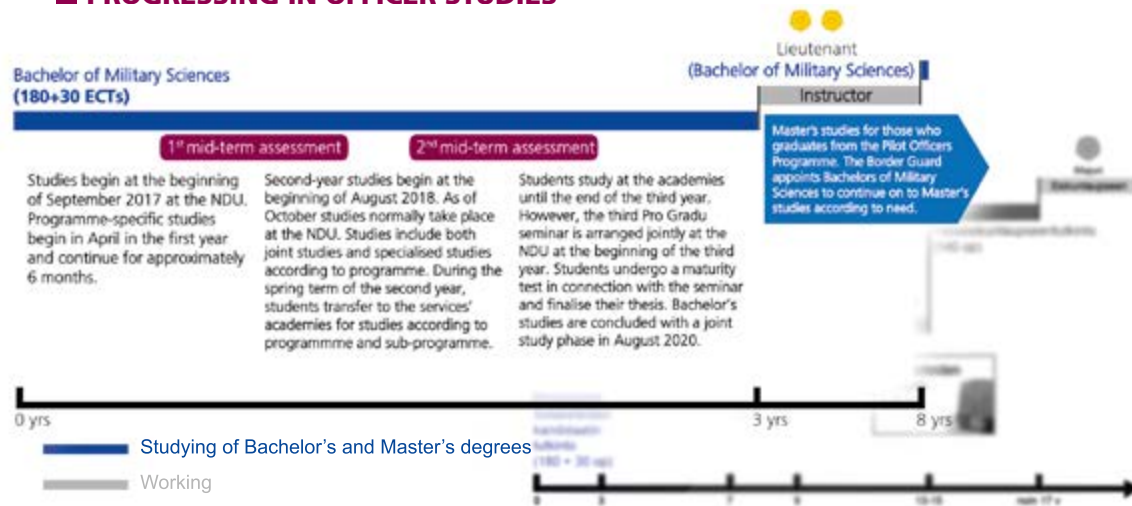 PROGRESSING IN OFFICER STUDIES
Lieutenant
(Bachelor of Military Sciences)
Instructor
Bachelor of Military Sciences
(180+30 ECTs)
1st mid-term assessment
2nd mid-term assessment
Studies begin at the beginning
of September 2017 at the NDU.
Programme-specific studies
begin in April in the first year
and continue for approximately
6 months.
Second-year studies begin at the
beginning of August 2018. As of
October studies normally take place
at the NDU. Studies include both
joint studies and specialised studies
according to programme. During the
spring term of the second year,
students transfer to the services'
academies for studies according to
programmme and sub-programme.
Students study at the academies
until the end of the third year.
However, the third Pro Gradu
seminar is arranged jointly at the
NDU at the beginning of the third
year. Students undergo a maturity
test in connection with the seminar
and finalise their thesis. Bachelor's
studies are concluded with a joint
study phase in August 2020.
Master's studies for those who
graduates from the Pilot Officers
Programme. The Border Guard
appoints Bachelors of Military
Sciences to continue on to Master's
studies according to need.
0 yrs
3 yrs
8 yrs
Studying of Bachelor's and Master's degrees
Working
(180 + 30 op)